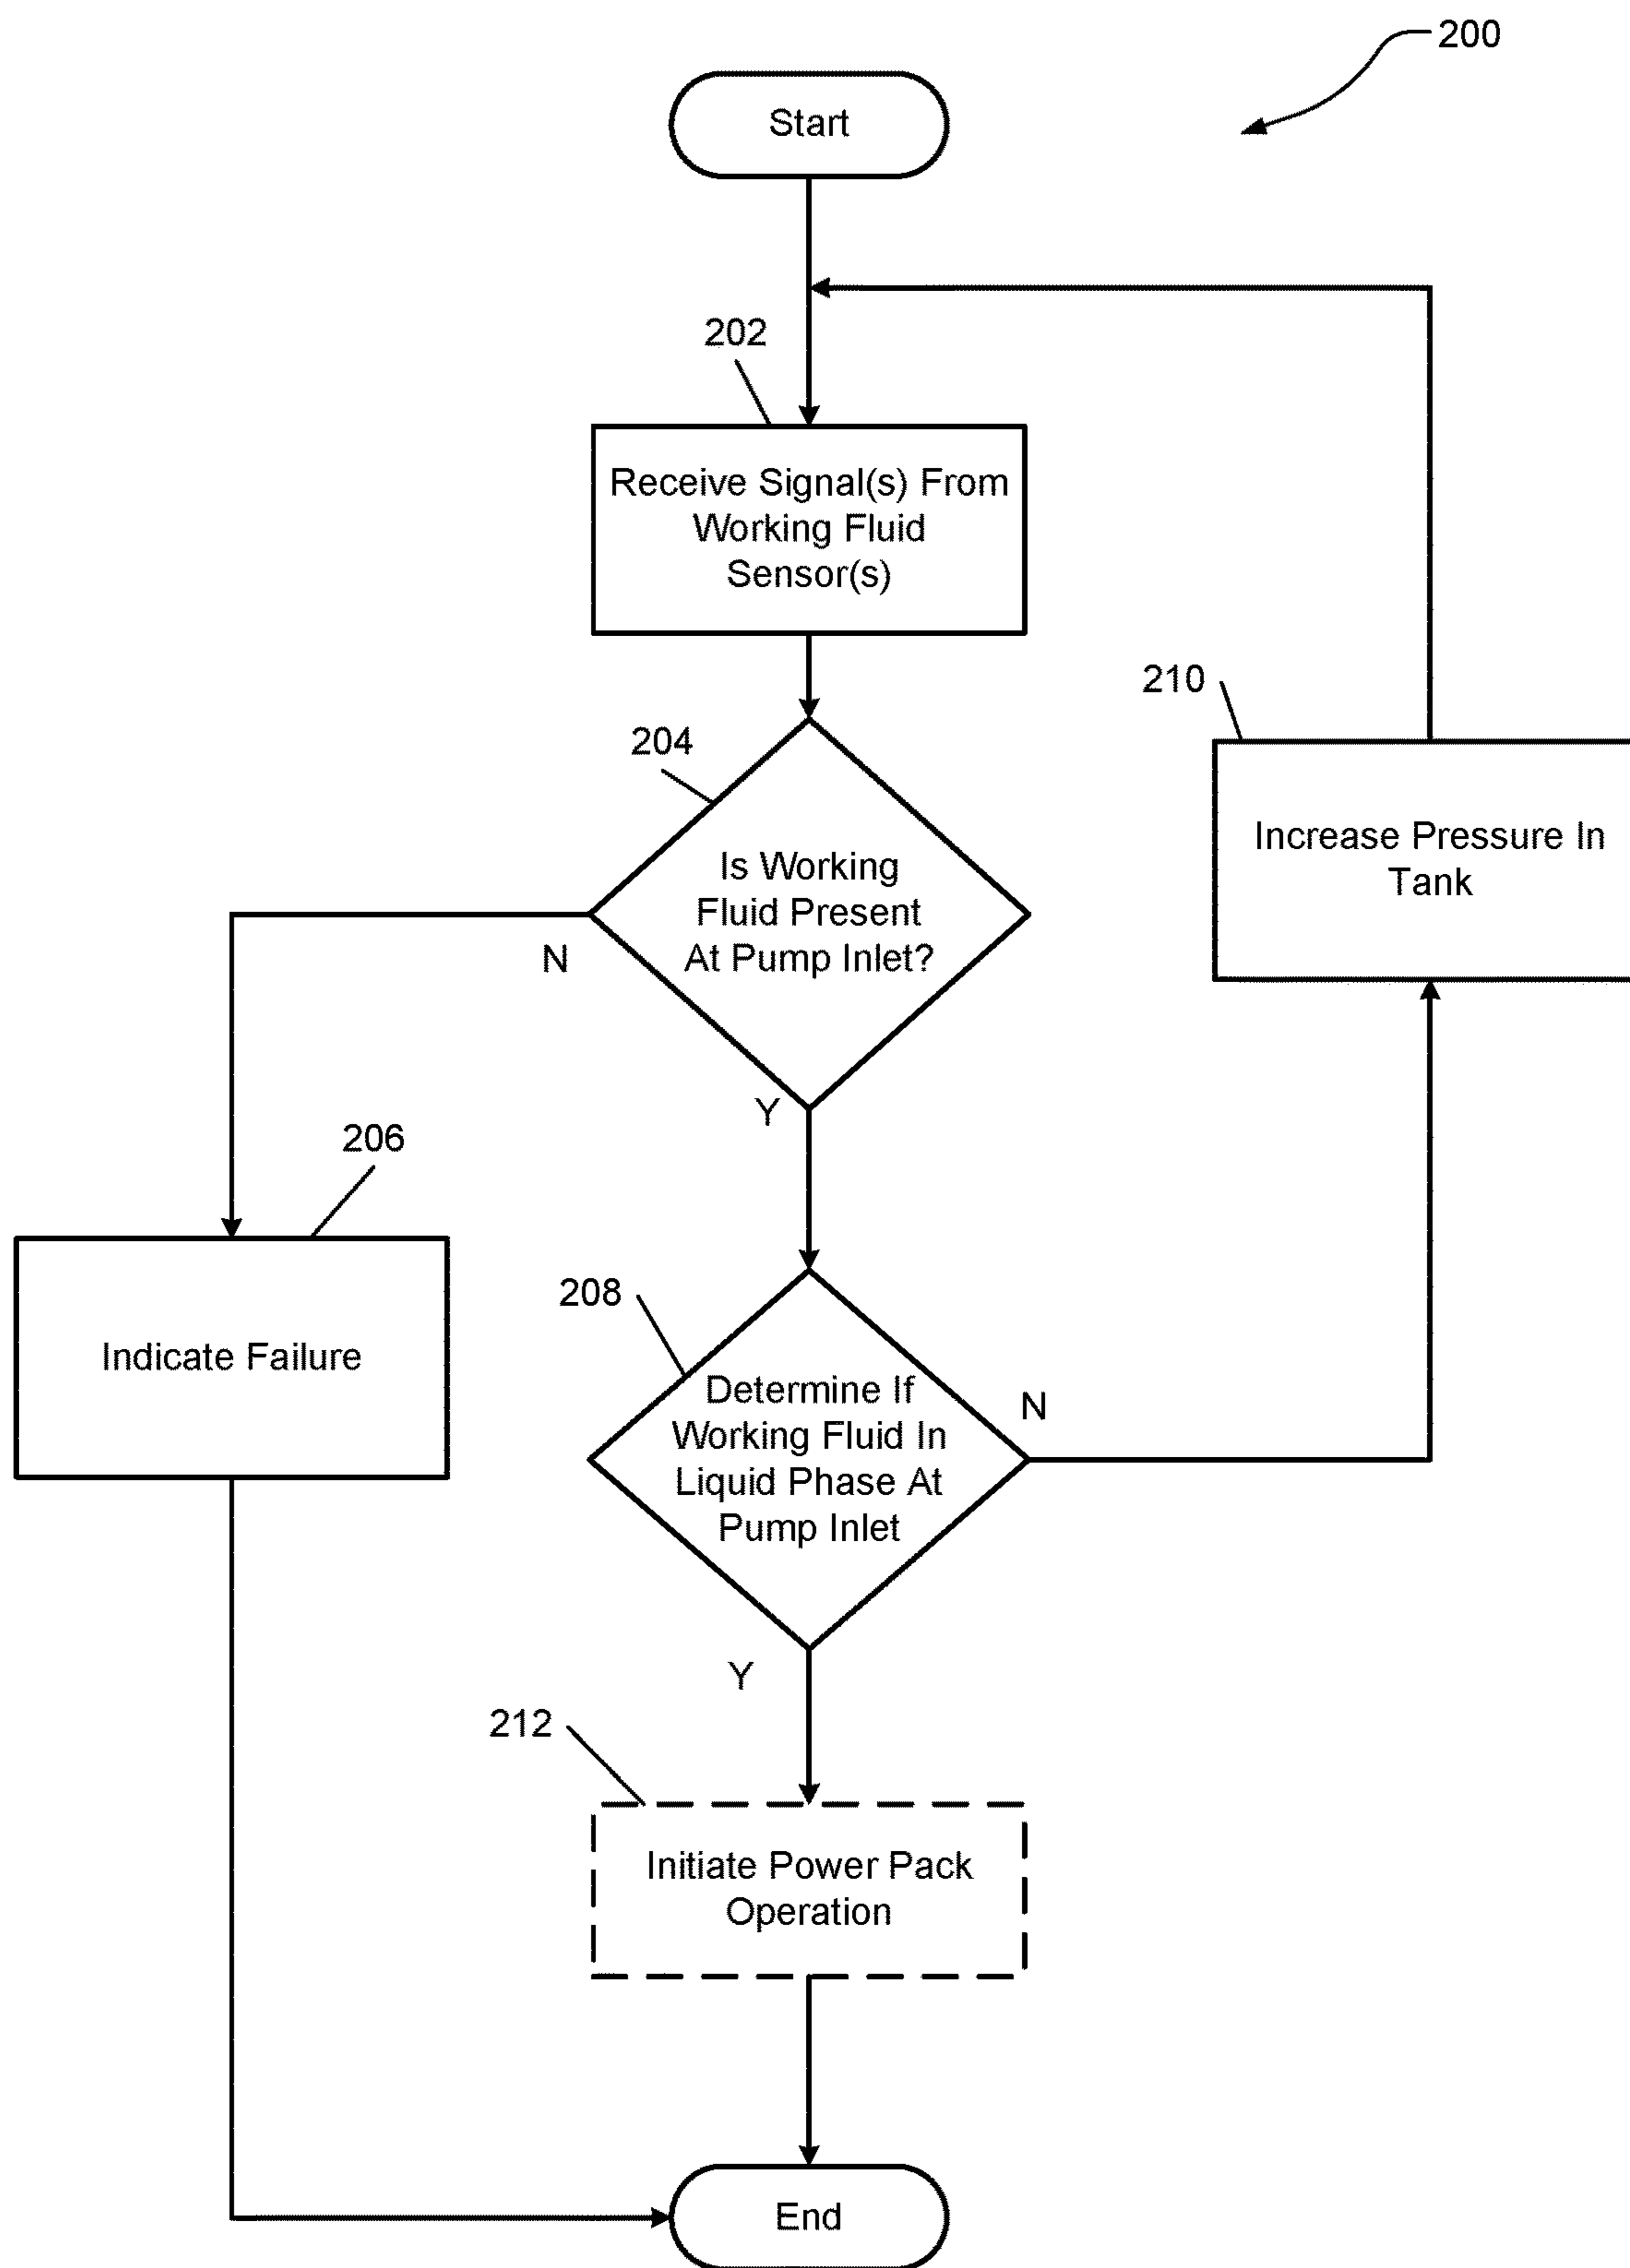 200
Start
202
Receive Signal(s) From
Working Fluid
Sensor(s)
210
Increase Pressure In
Tank
204
Is Working
Fluid Present
At Pump Inlet?
N
Y
206
Indicate Failure
208
Determine If
Working Fluid In
Liquid Phase At
Pump Inlet
N
Y
212
Initiate Power Pack
Operation
End